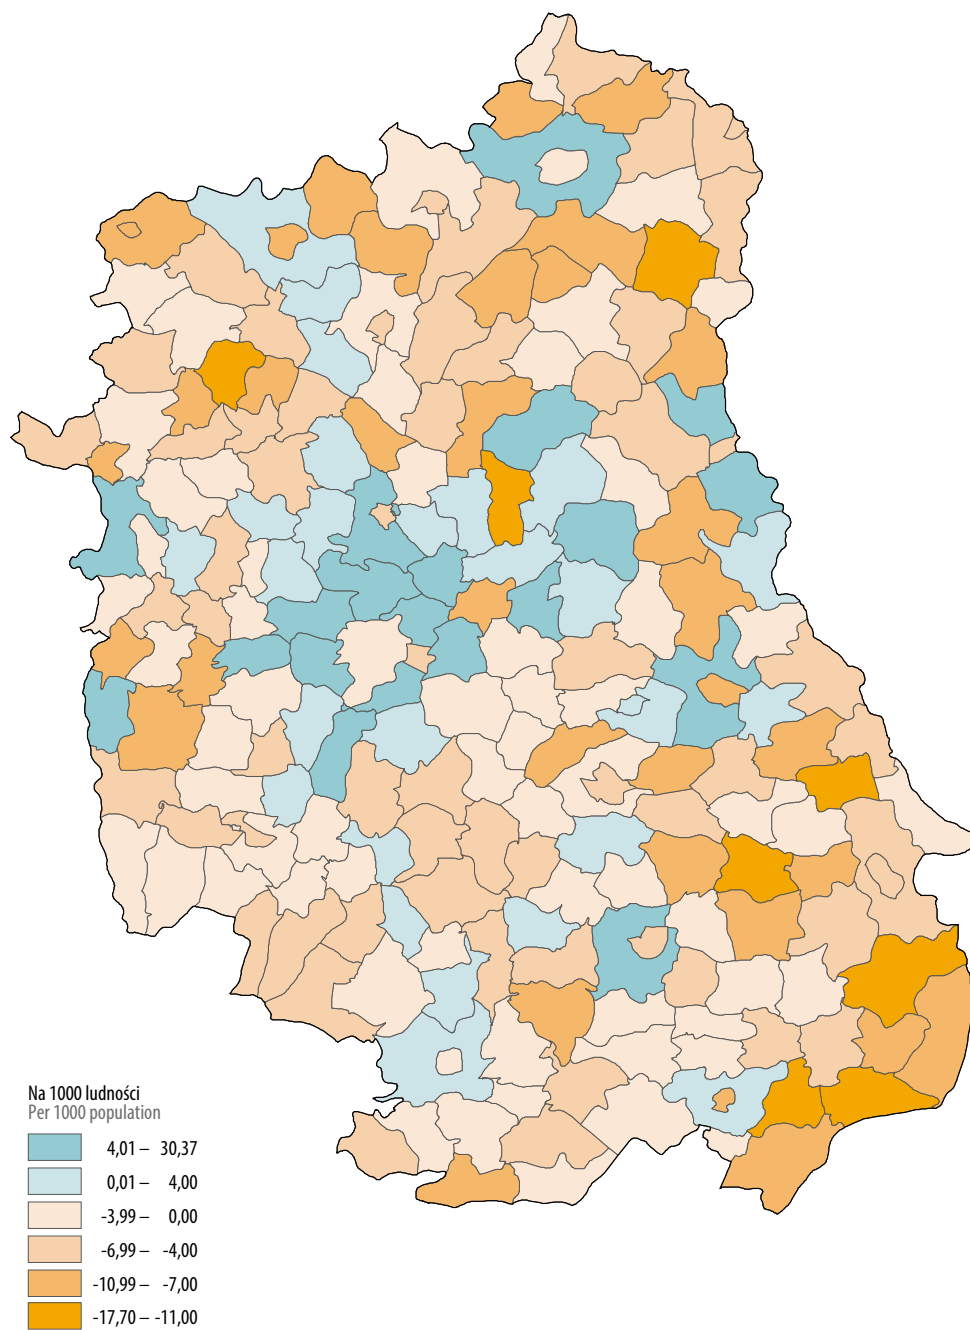 Na 1000 ludności
Per 1000 population
4,01 – 30,37
0,01 – 4,00
-3,99 – 0,00
-6,99 – -4,00
-10,99 – -7,00
-17,70 – -11,00